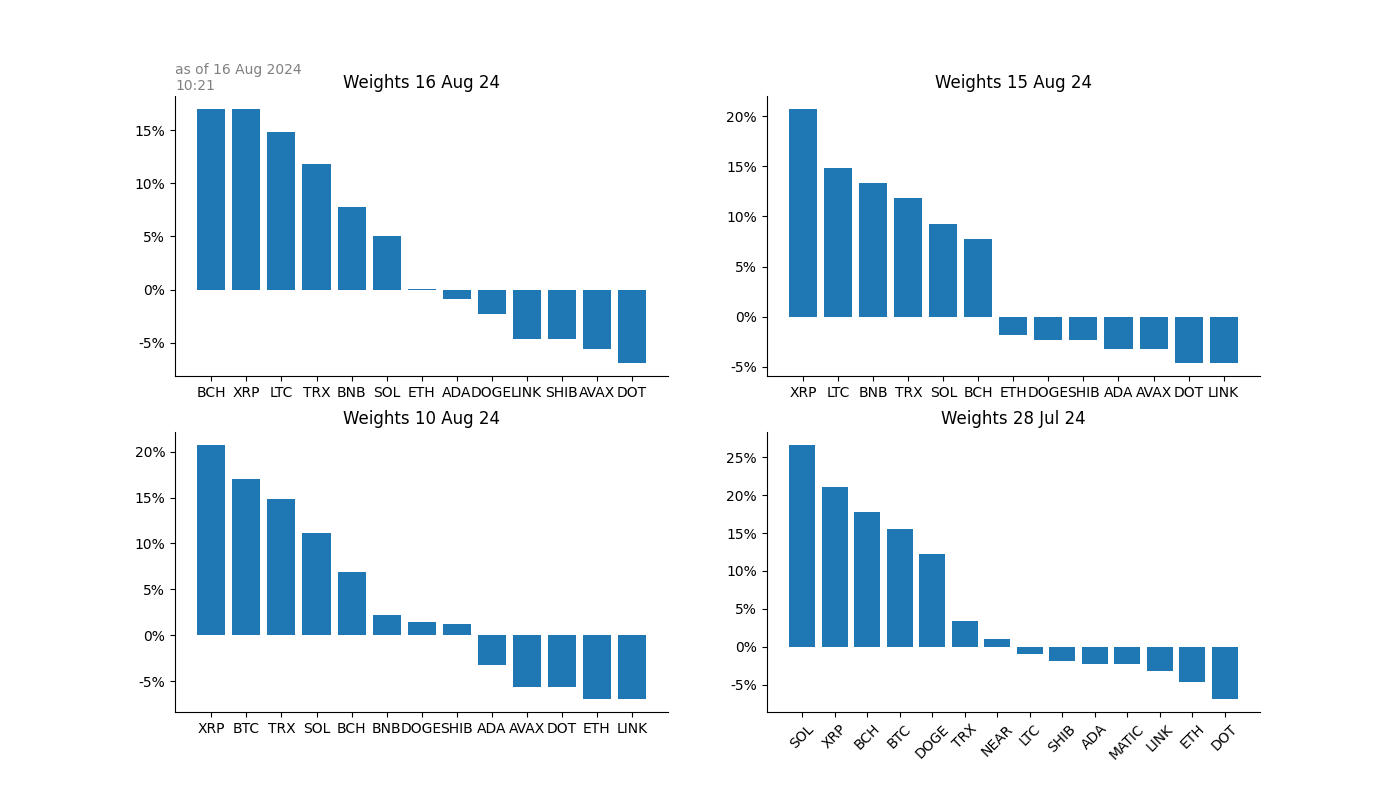 as of 16 Aug 2024
10:21
Weights 16 Aug 24
15%
10%
5%
0%
-5%
BCH XRP LTC TRX BNB SOL ETH ADA DOGE LINK SHIB AVAX DOT
Weights 15 Aug 24
20%
15%
10%
5%
0%
-5%
XRP LTC BNB TRX SOL BCH ETH DOGE SHIB ADA AVAX DOT LINK
Weights 10 Aug 24
20%
15%
10%
5%
0%
-5%
XRP BTC TRX SOL BCH BNB DOGE SHIB ADA AVAX DOT ETH LINK
Weights 28 Jul 24
25%
20%
15%
10%
5%
0%
-5%
SOL XRP BCH BTC DOGE TRX NEAR LTC SHIB ADA MATIC LINK ETH DOT